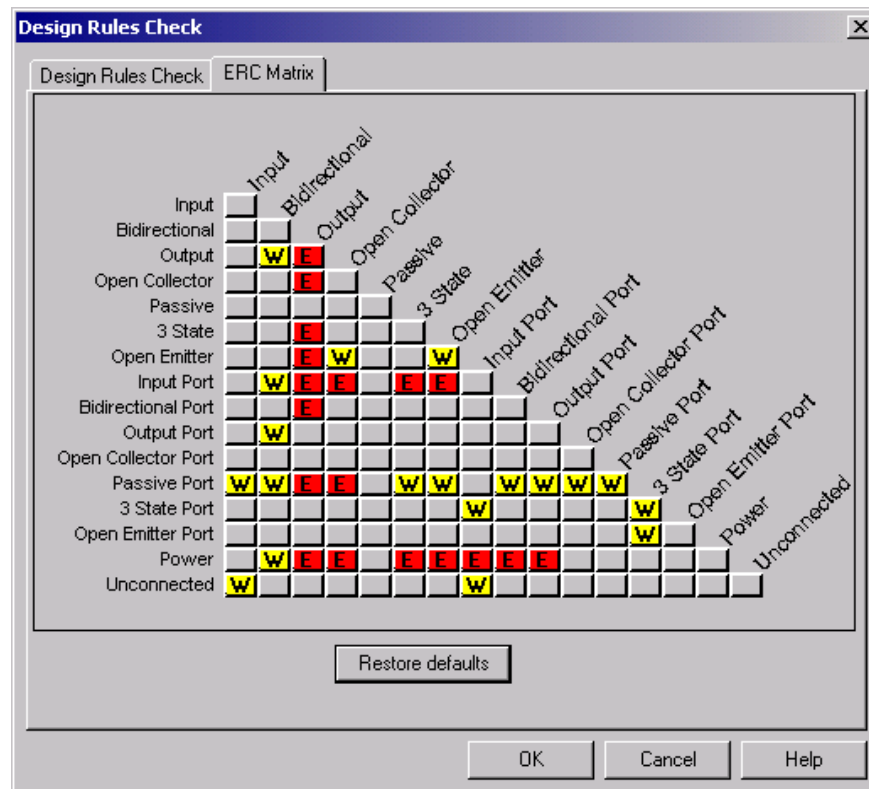 Design Rules Check
Design Rules Check
ERC Matrix
Input
Bidirectional
Output
Open Collector
Passive
3 State
Open Emitter
Input Port
Bidirectional Port
Output Port
Open Collector Port
Passive Port
3 State Port
Open Emitter Port
Power
Unconnected
Input
Bidirectional
Output W E
Open Collector E
Passive
3 State E
Open Emitter E W W
Input Port W E E E E
Bidirectional Port E
Output Port W
Open Collector Port
Passive Port W W E E W W W W W W
3 State Port W W
Open Emitter Port W
Power W E E E E E E E
Unconnected W W
Restore defaults
OK
Cancel
Help